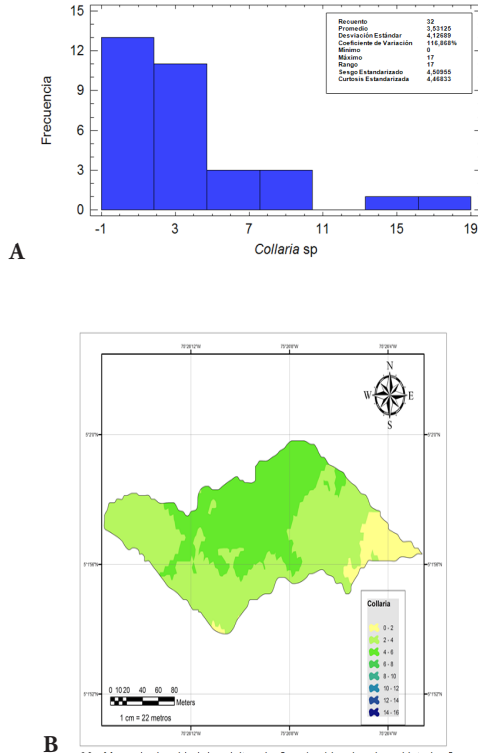 15
12
9
6
3
0
Frecuencia
Recuento 32
Promedio 3,53125
Desviación Estándar 4,12689
Coeficiente de Variación 116,868%
Mínimo 0
Máximo 17
Rango 17
Sesgo Estandarizado 4,50955
Curtosis Estandarizada 4,46833
-1 3 7 11 15 19
Collaria sp
A
N
W E
S
Collaria
0 - 2
2 - 4
4 - 6
6 - 8
8 - 10
10 - 12
12 - 14
14 - 16
0 10 20 40 60 80
Meters
1 cm = 22 metros
B